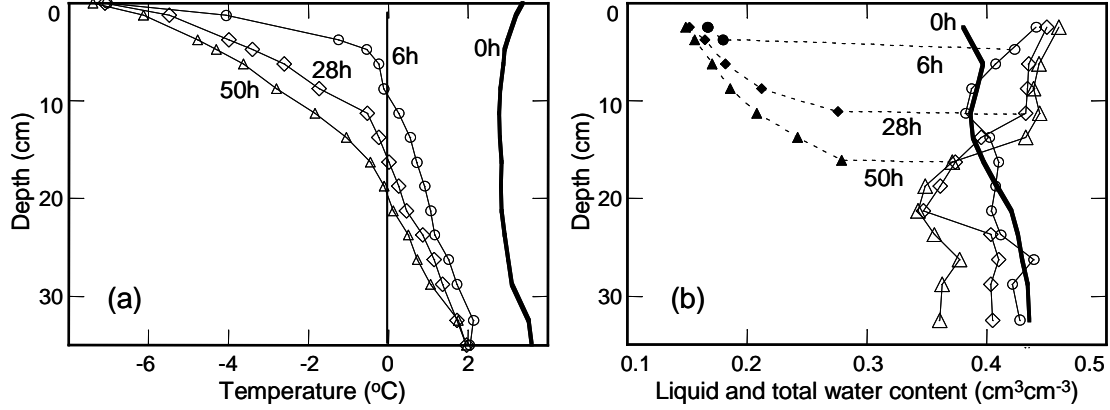 0
10
20
30
Depth (cm)
0h
6h
28h
50h
(a)
-6
-4
-2
0
2
Temperature (°C)
0
10
20
30
Depth (cm)
0h
6h
28h
50h
(b)
0.1
0.2
0.3
0.4
0.5
Liquid and total water content (cm³cm⁻³)